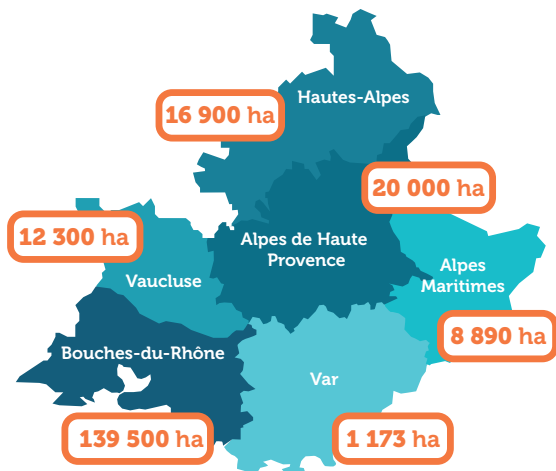 Hautes-Alpes
16 900 ha
20 000 ha
12 300 ha
Alpes de Haute
Provence
Vaucluse
Alpes
Maritimes
8 890 ha
Bouches-du-Rhône
Var
139 500 ha
1 173 ha